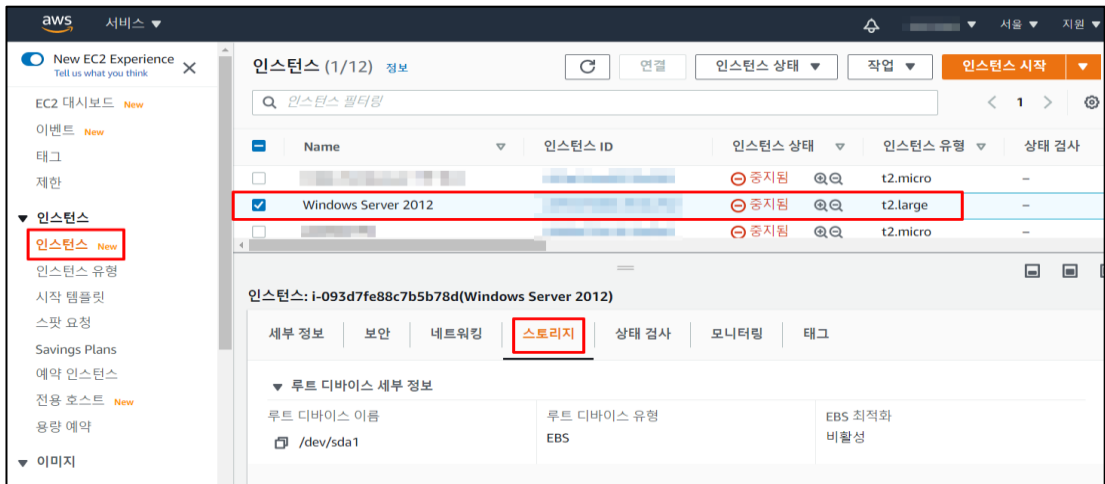 aws 서비스 ▼ 서울 ▼ 지원 ▼
New EC2 Experience
Tell us what you think
EC2 대시보드 New
이벤트 New
태그
제한
▼ 인스턴스
인스턴스 New
인스턴스 유형
시작 템플릿
스팟 요청
Savings Plans
예약 인스턴스
전용 호스트 New
용량 예약
▼ 이미지
인스턴스 (1/12) 정보 연결 인스턴스 상태 ▼ 작업 ▼ 인스턴스 시작 ▼
인스턴스 필터링 < 1 >
Name 인스턴스 ID 인스턴스 상태 인스턴스 유형 상태 검사
중지됨 t2.micro –
Windows Server 2012 중지됨 t2.large –
중지됨 t2.micro –
인스턴스: i-093d7fe88c7b5b78d(Windows Server 2012)
세부 정보 보안 네트워킹 스토리지 상태 검사 모니터링 태그
▼ 루트 디바이스 세부 정보
루트 디바이스 이름 루트 디바이스 유형 EBS 최적화
/dev/sda1 EBS 비활성